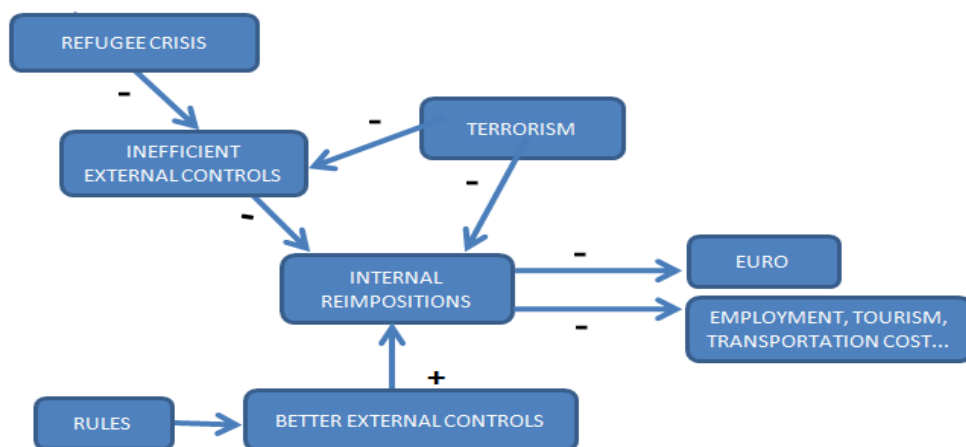 REFUGEE CRISIS
-
-
TERRORISM
INEFFICIENT
EXTERNAL CONTROLS
-
-
INTERNAL
REIMPOSITIONS
-
EURO
-
EMPLOYMENT, TOURISM,
TRANSPORTATION COST...
+
RULES
BETTER EXTERNAL CONTROLS